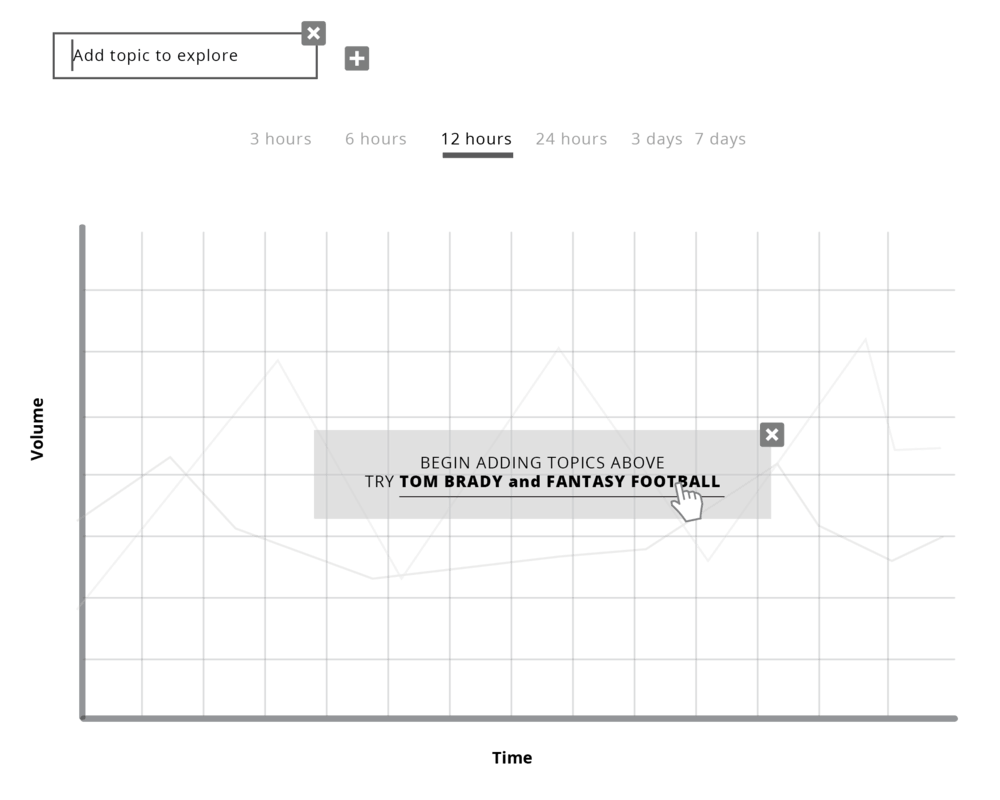 Add topic to explore
3 hours 6 hours 12 hours 24 hours 3 days 7 days
Volume
BEGIN ADDING TOPICS ABOVE
TRY TOM BRADY and FANTASY FOOTBALL
Time